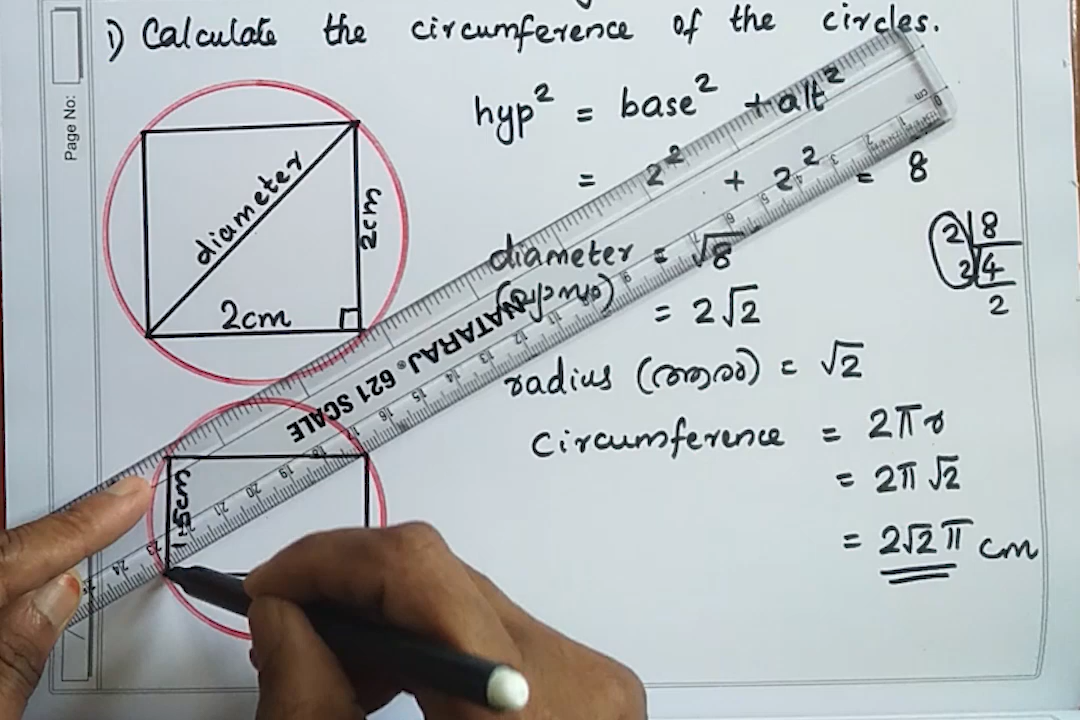 i) Calculate the circumference of the circles.
hyp² = base² + alt²
= 2² + 2² = 8
diameter = √8
(വ്യാസം)
= 2√2
radius (ആരം) = √2
Circumference = 2πr
= 2π√2
= 2√2π cm
2 8
2 4
2
diameter
2cm
2cm
1.5cm
NATARAJ® 621 SCALE
Page No: